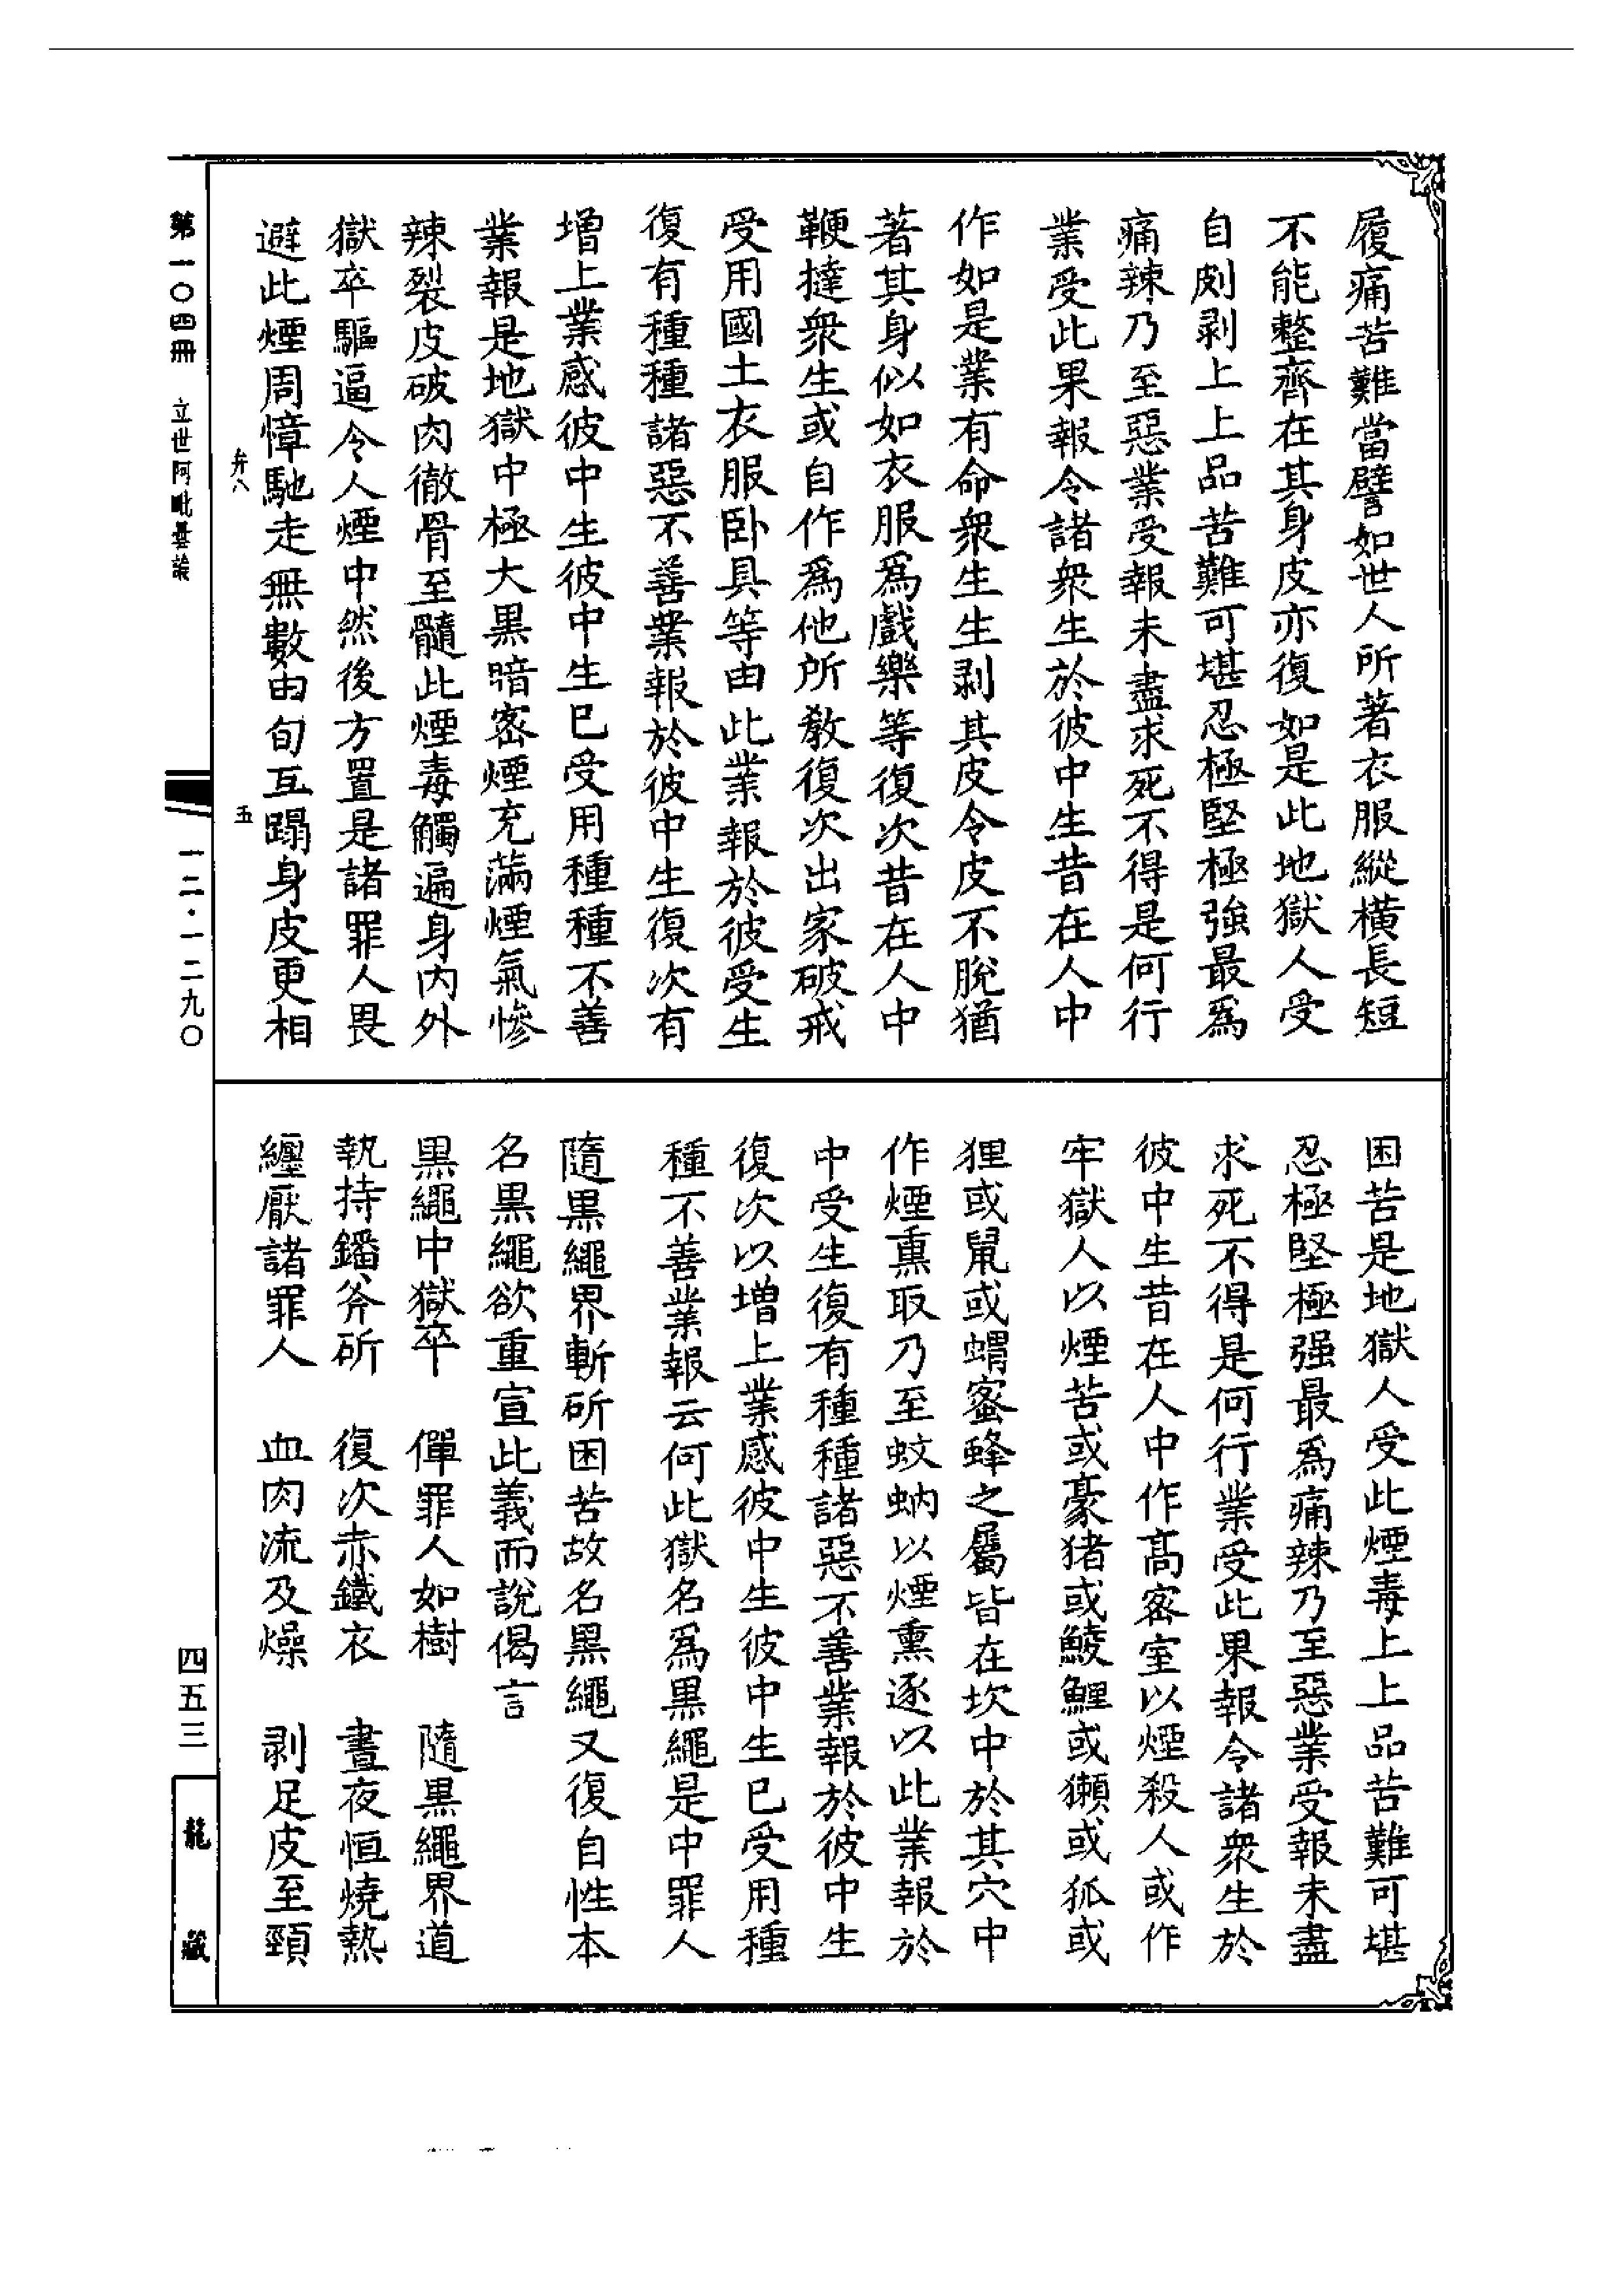 履痛苦難當譬如世人所著衣服縱橫長短
不能整齊在其身皮亦復如是此地獄人受
自剋剥上上品苦難可堪忍極堅極強最為
痛辣乃至惡業受報未盡求死不得是何行
業受此果報令諸衆生於彼中生昔在人中
作如是業有命衆生生剥其皮令皮不脫猶
著其身似如衣服為戲樂等復次昔在人中
鞭撻衆生或自作為他所教復次出家破戒
受用國土衣服卧具等由此業報於彼受生
復有種種諸惡不善業報於彼中生復次有
増上業感彼中生彼中生已受用種種不善
業報是地獄中極大黒暗宻煙充滿煙氣慘
辣裂皮破肉徹骨至髓此煙毒觸遍身内外
獄卒驅逼令人煙中然後方置是諸罪人畏
避此煙周慞馳走無數由旬互蹋身皮更相
困苦是地獄人受此煙毒上上品苦難可堪
忍極堅極强最為痛辣乃至惡業受報未盡
求死不得是何行業受此果報令諸衆生於
彼中生昔在人中作髙宻室以煙殺人或作
牢獄人以煙苦或豪猪或鯪鯉或獺或狐或
狸或鼠或蝟蜜蜂之屬皆在坎中於其穴中
作煙熏取乃至蚊蚋以煙熏逐以此業報於
中受生復有種種諸惡不善業報於彼中生
復次以増上業感彼中生彼中生已受用種
種不善業報云何此獄名為黒繩是中罪人
隨黒繩界斬斫困苦故名黒繩又復自性本
名黒繩欲重宣此義而說偈言
黒繩中獄卒　僤罪人如樹　隨黒繩界道
執持鐇斧斫　復次赤鐵衣　晝夜恒燒熱
纒厭諸罪人　血肉流及燥　剥足皮至頸
第一〇四冊　立世阿毗曇論
弁八　五
一二·一二九〇
四五三
龍藏